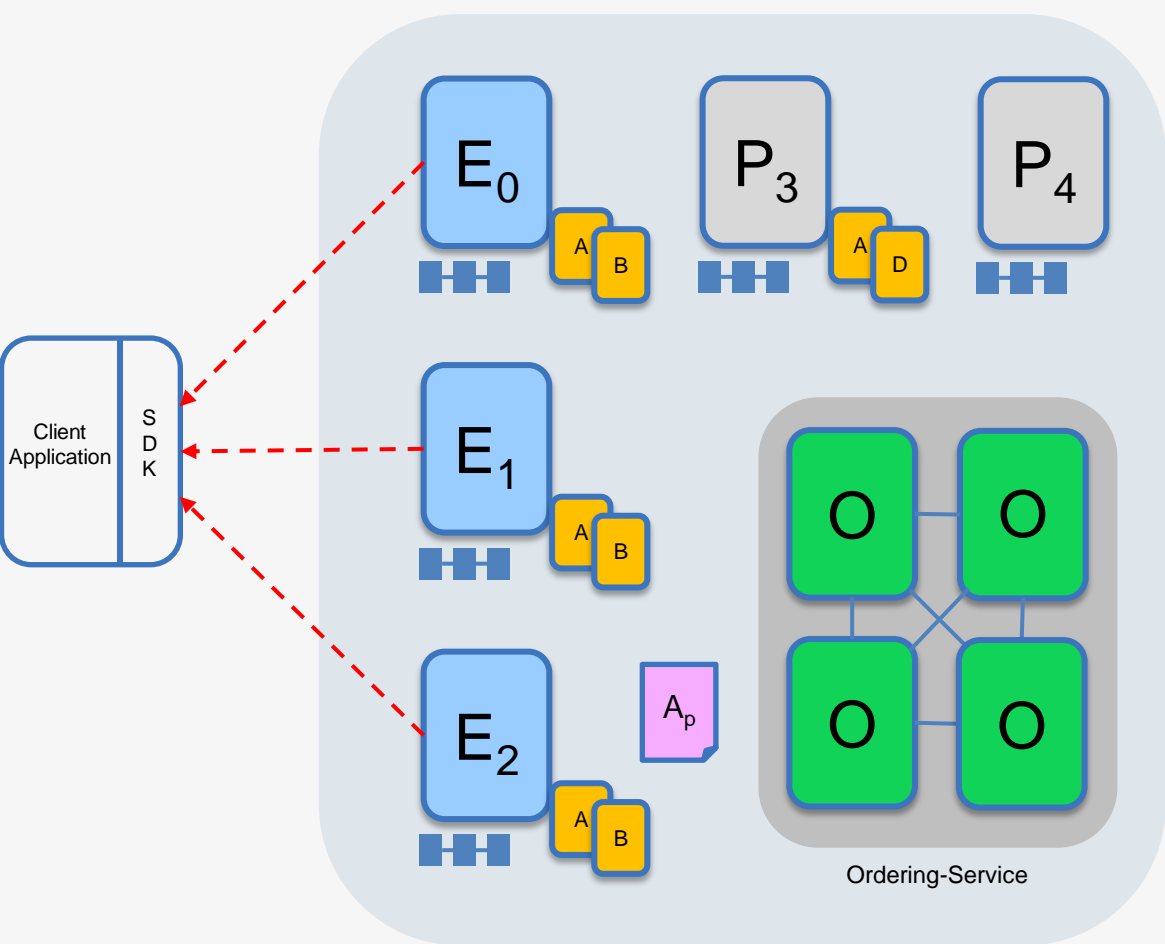 E0
A
B
P3
A
D
P4
Client
Application
S
D
K
E1
A
B
O
O
E2
A
B
Ap
O
O
Ordering-Service